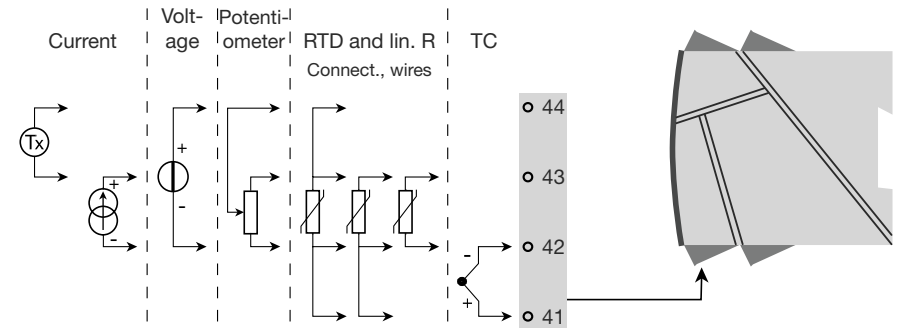 Current
Volt-
age
Potenti-
ometer
RTD and lin. R
Connect., wires
TC
Tx
+
-
+
-
-
+
44
43
42
41